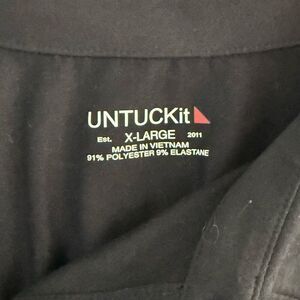 UNTUCKit
Est. X-LARGE 2011
MADE IN VIETNAM
91% POLYESTER 9% ELASTANE